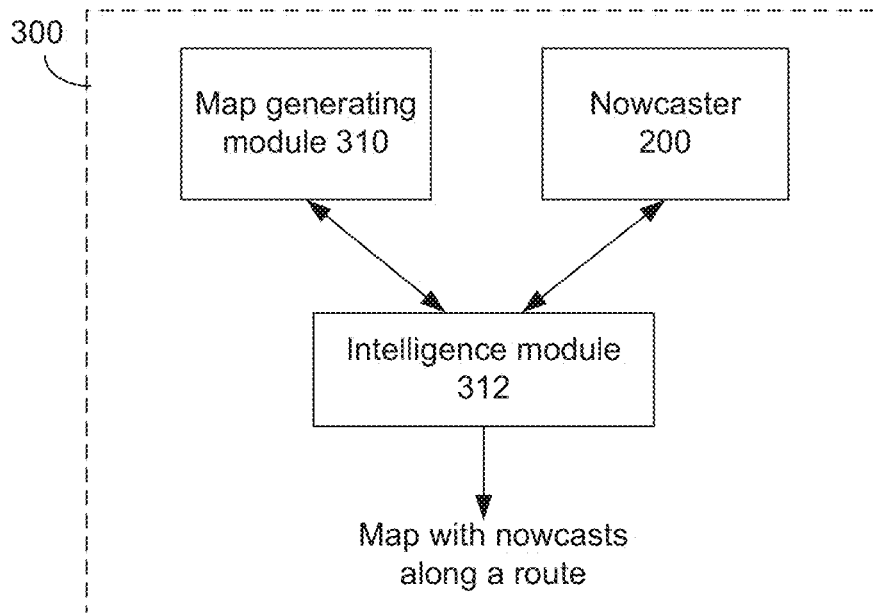 300
Map generating
module 310
Nowcaster
200
Intelligence module
312
Map with nowcasts
along a route